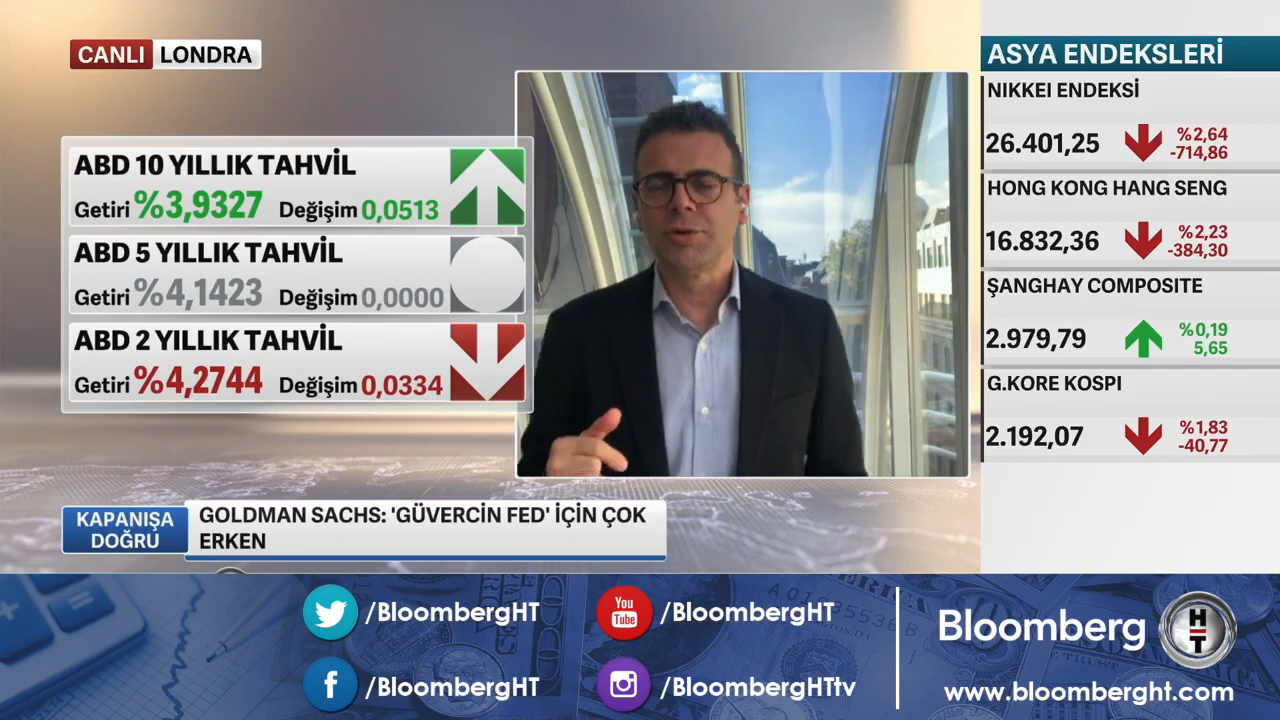 CANLI LONDRA
ABD 10 YILLIK TAHVİL
Getiri %3,9327 Değişim 0,0513
ABD 5 YILLIK TAHVİL
Getiri %4,1423 Değişim 0,0000
ABD 2 YILLIK TAHVİL
Getiri %4,2744 Değişim 0,0334
ASYA ENDEKSLERİ
NIKKEI ENDEKSİ
26.401,25 %2,64
-714,86
HONG KONG HANG SENG
16.832,36 %2,23
-384,30
ŞANGHAY COMPOSITE
2.979,79 %0,19
5,65
G.KORE KOSPI
2.192,07 %1,83
-40,77
KAPANIŞA
DOĞRU
GOLDMAN SACHS: 'GÜVERCİN FED' İÇİN ÇOK
ERKEN
/BloombergHT
You
Tube
/BloombergHT
f /BloombergHT
/BloombergHTtv
Bloomberg HT
www.bloomberght.com